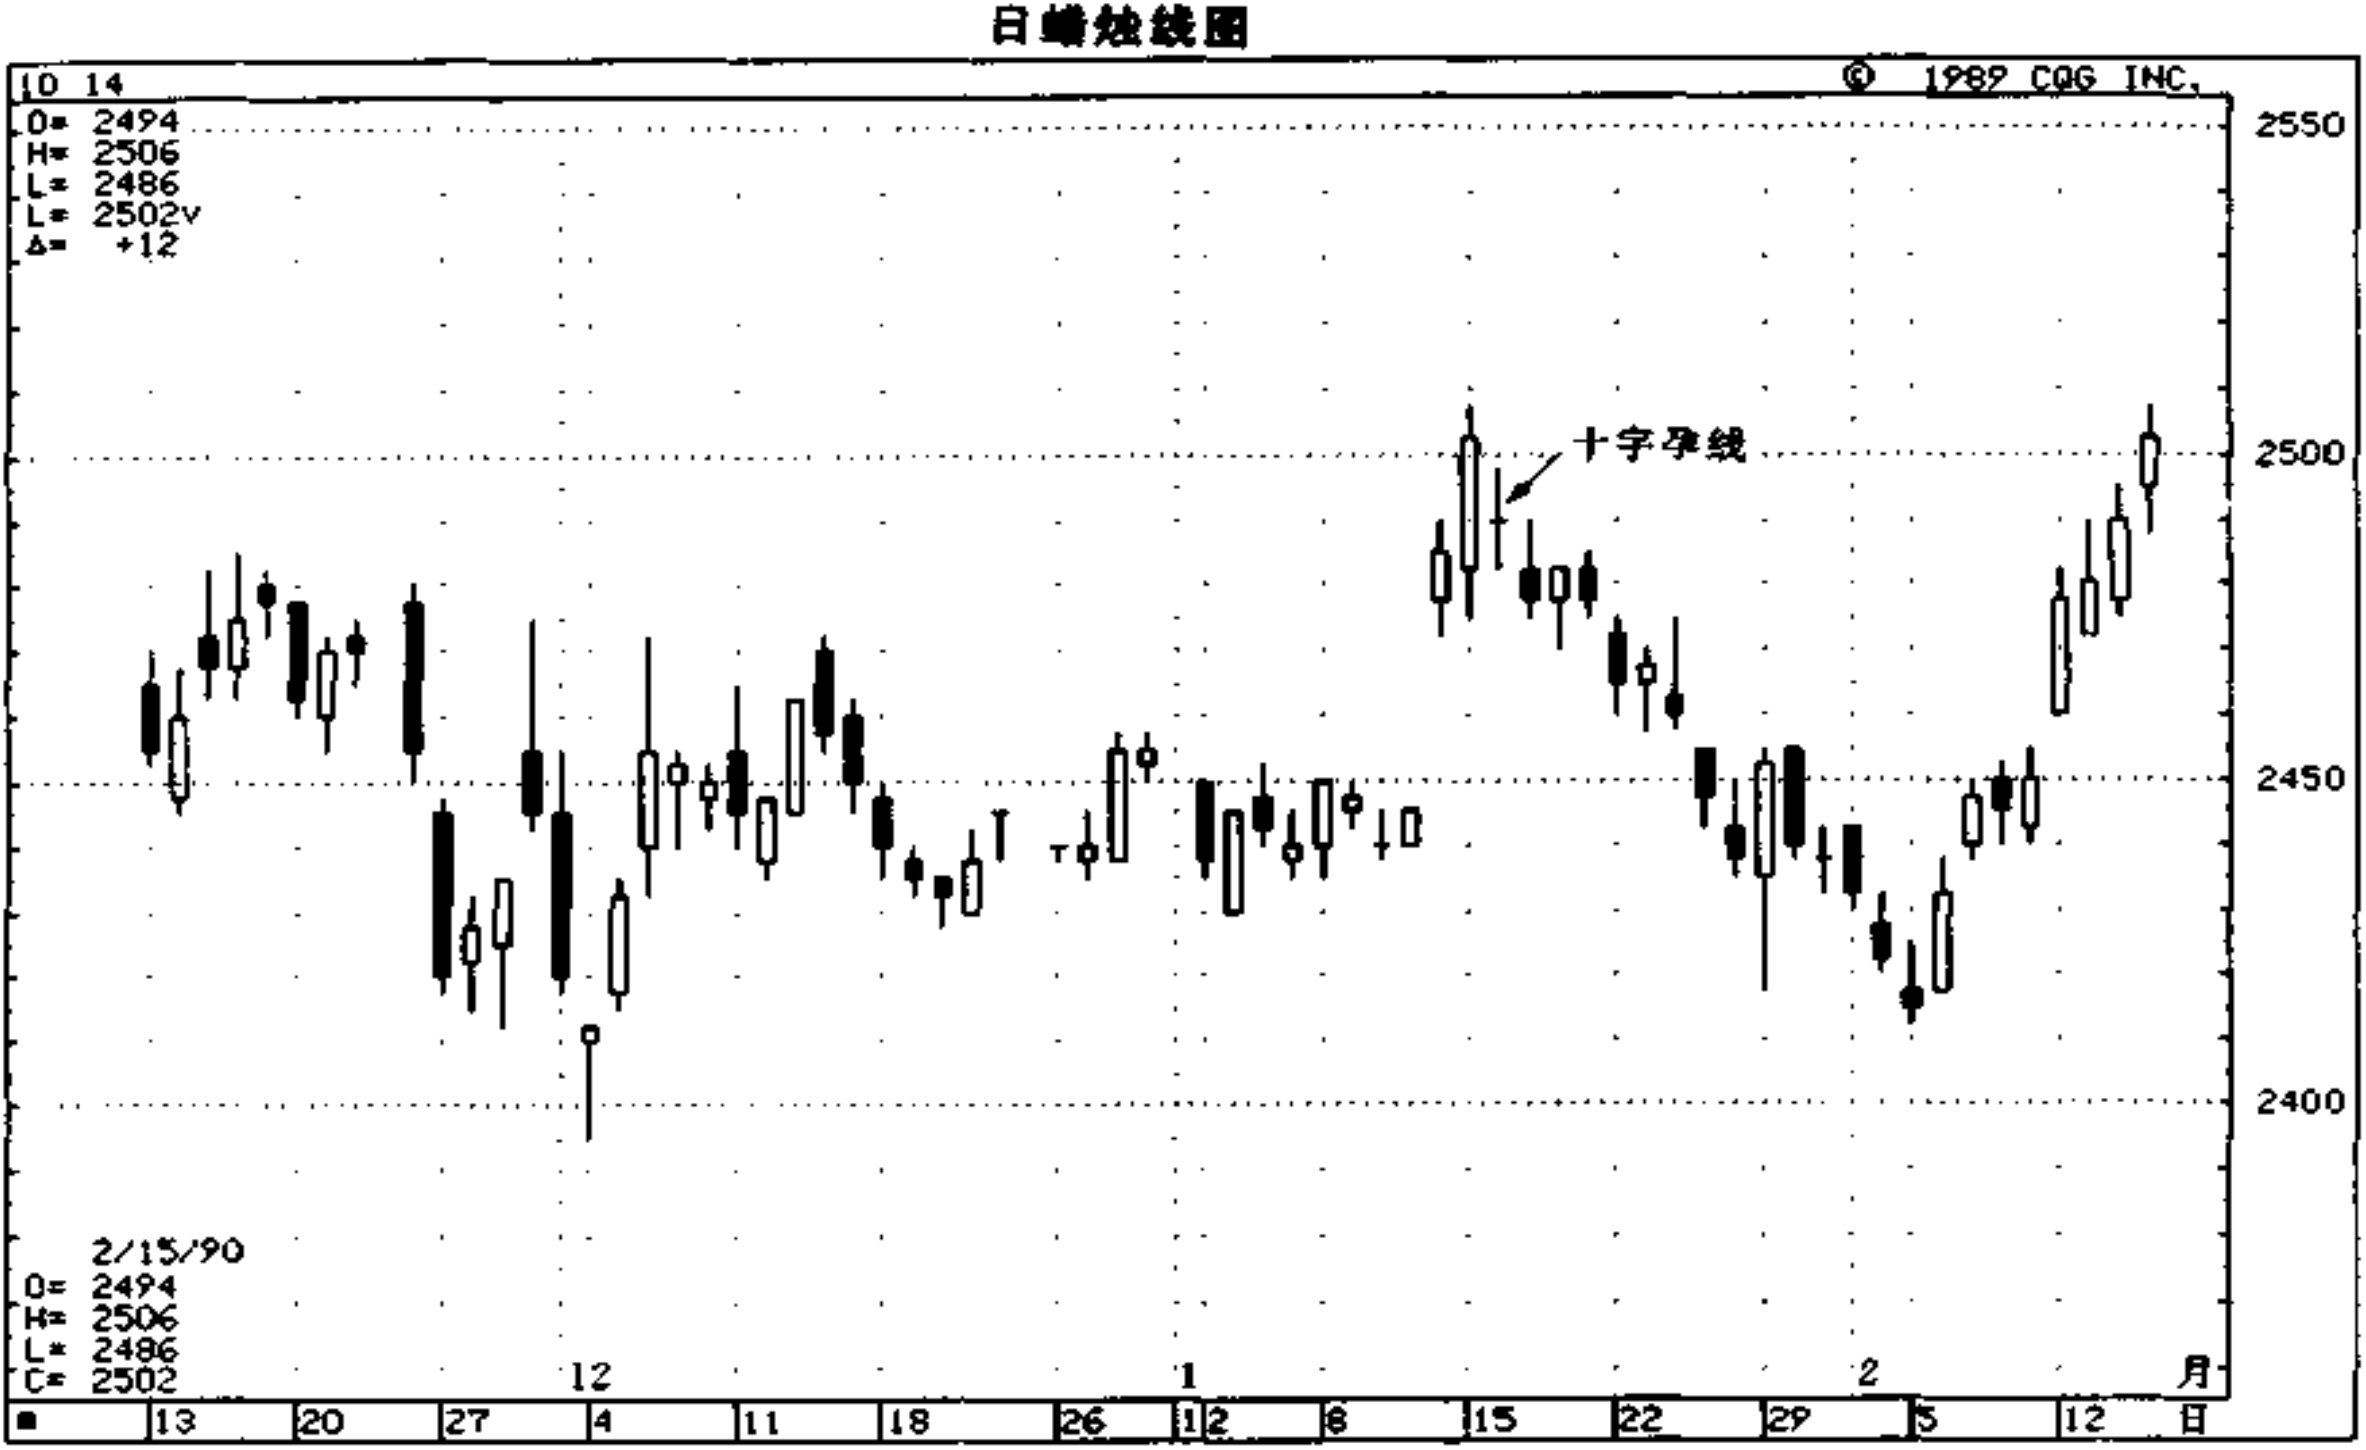 日蜡烛线图
10 14
© 1989 CQG INC.
O= 2494
H= 2506
L= 2486
L= 2502v
Δ= +12
2550
2500
2450
2400
十字孕线
2/15/90
O= 2494
H= 2506
L= 2486
C= 2502
12 1 2 月
13 20 27 4 11 18 26 1 2 8 15 22 29 5 12 日